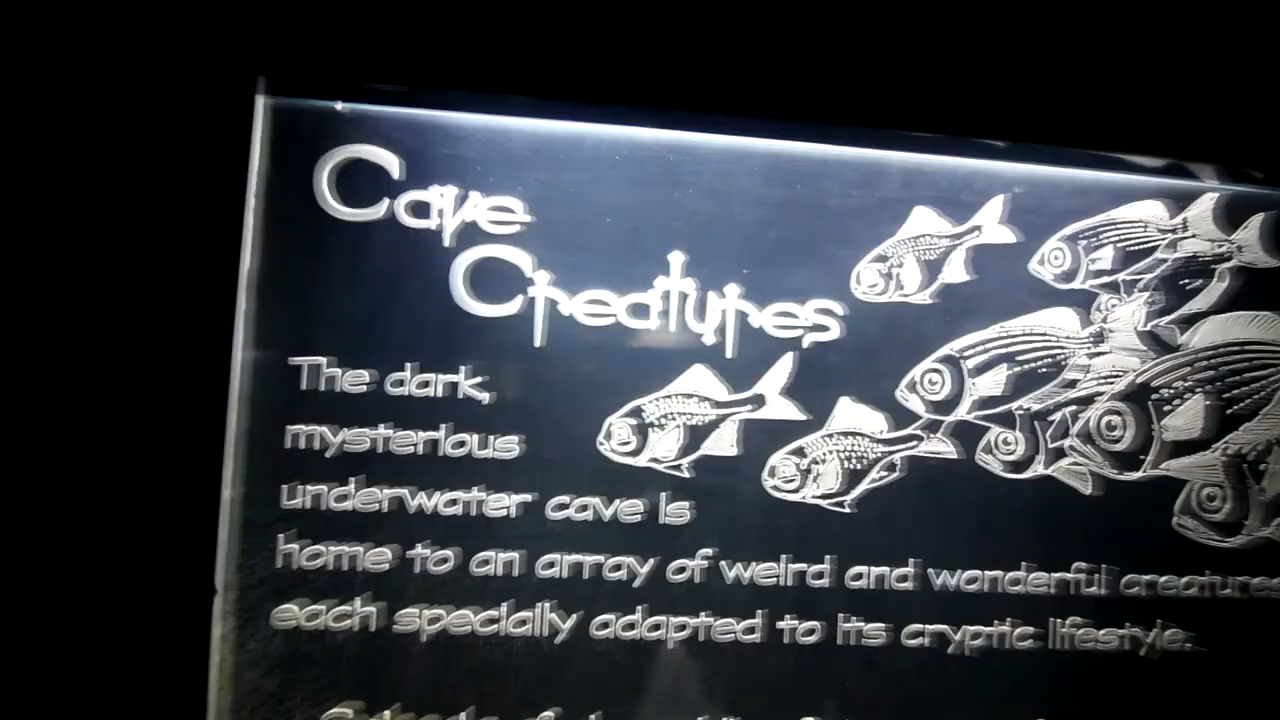 Cave
Creatures
The dark,
mysterious
underwater cave is
home to an array of weird and wonderful creatures
each specially adapted to its cryptic lifestyle.